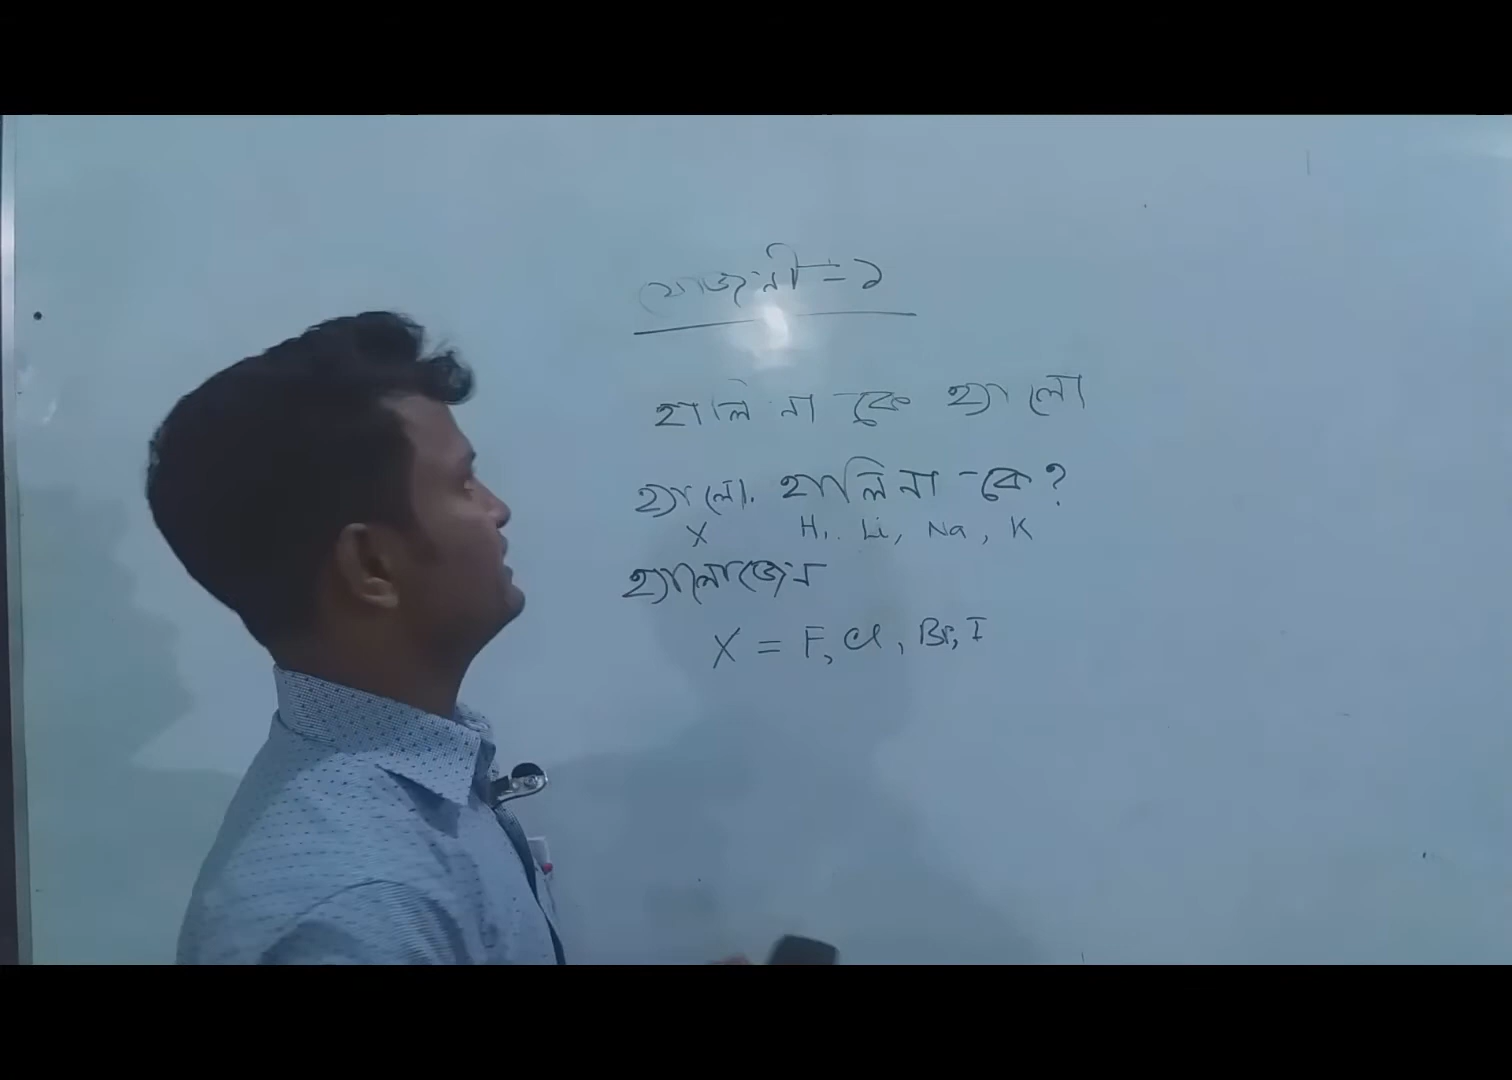 যোজনী = ১
হালিনা-কে হ্যালো
হ্যালো. হালিনা-কে?
X H, Li, Na, K
হ্যালোজেন
X = F, Cl, Br, I